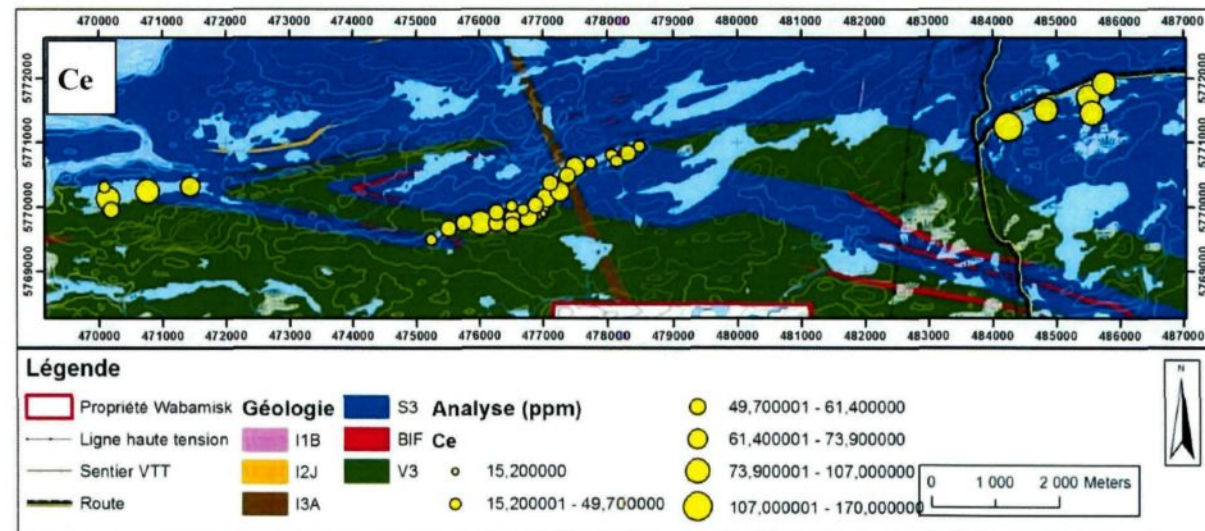 470000 471000 472000 473000 474000 475000 476000 477000 478000 479000 480000 481000 482000 483000 484000 485000 486000 487000
Ce
5772000 5772000
5771000 5771000
5770000 5770000
5769000 5769000
470000 471000 472000 473000 474000 475000 476000 477000 478000 479000 480000 481000 482000 483000 484000 485000 486000 487000
Légende
Propriété Wabamisk Géologie S3 Analyse (ppm) 49,700001 - 61,400000
Ligne haute tension I1B BIF Ce 61,400001 - 73,900000
Sentier VTT I2J V3 15,200000 73,900001 - 107,000000
Route I3A 15,200001 - 49,700000 107,000001 - 170,000000
0 1 000 2 000 Meters
N